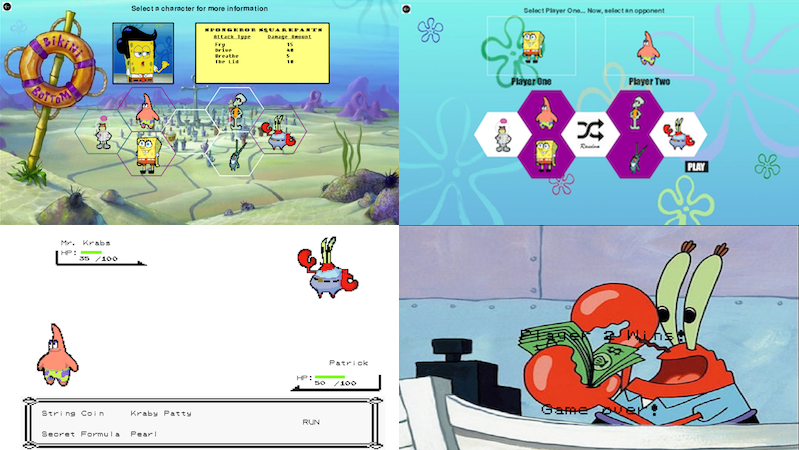 Select a character for more information
BIKINI
BOTTOM
SPONGEBOB SQUAREPANTS
Attack Type Damage Amount
Fry 15
Drive 60
Breathe 5
The Lid 10
Select Player One... Now, select an opponent
Player One Player Two
Random
PLAY
Mr. Krabs
HP:
35 /100
Patrick
HP:
50 /100
String Coin Kraby Patty
RUN
Secret Formula Pearl
Player 2 Wins!
Game over!